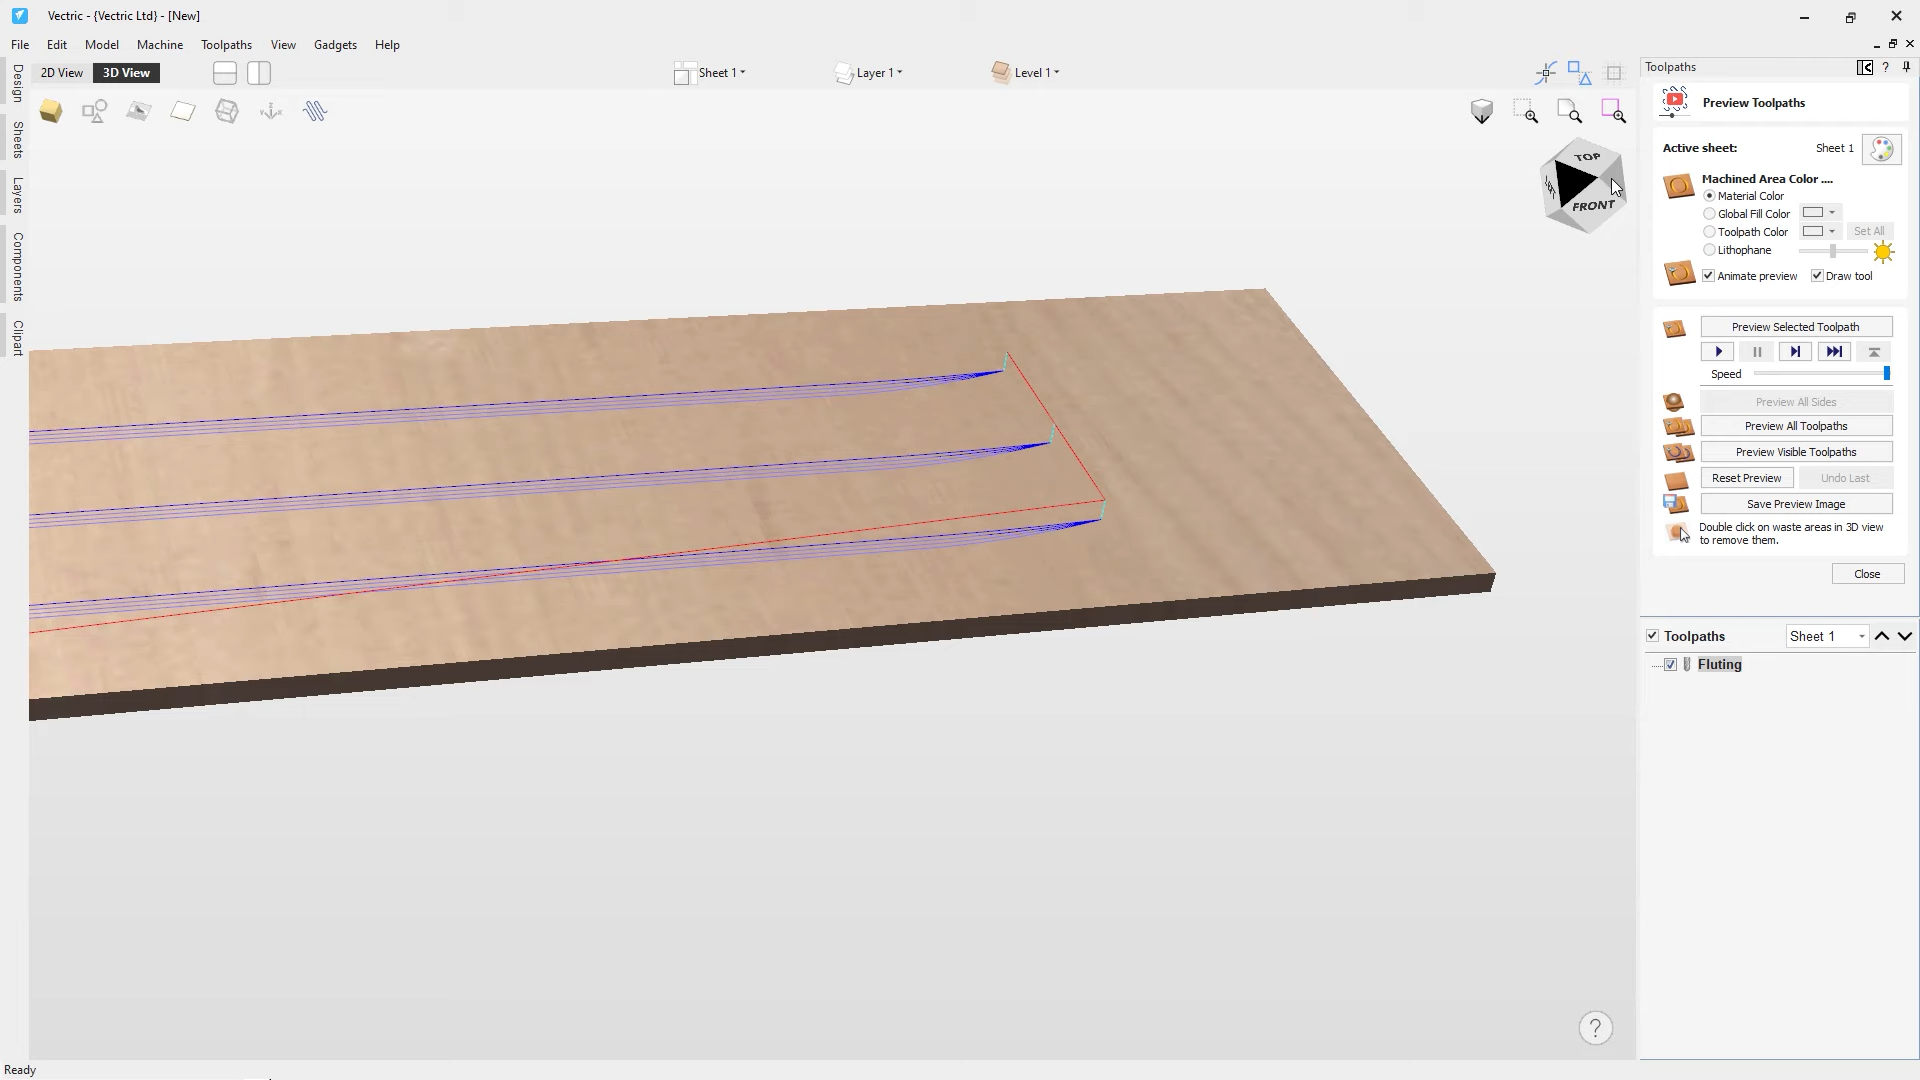 Vectric - {Vectric Ltd} - [New]
File Edit Model Machine Toolpaths View Gadgets Help
2D View 3D View Sheet 1 Layer 1 Level 1
Toolpaths ?
Design
Sheets
Layers
Components
Clipart
TOP
LEFT
FRONT
Preview Toolpaths
Active sheet: Sheet 1
Machined Area Color ....
Material Color
Global Fill Color
Toolpath Color Set All
Lithophane
Animate preview Draw tool
Preview Selected Toolpath
Speed
Preview All Sides
Preview All Toolpaths
Preview Visible Toolpaths
Reset Preview Undo Last
Save Preview Image
Double click on waste areas in 3D view
to remove them.
Close
Toolpaths Sheet 1
Fluting
?
Ready